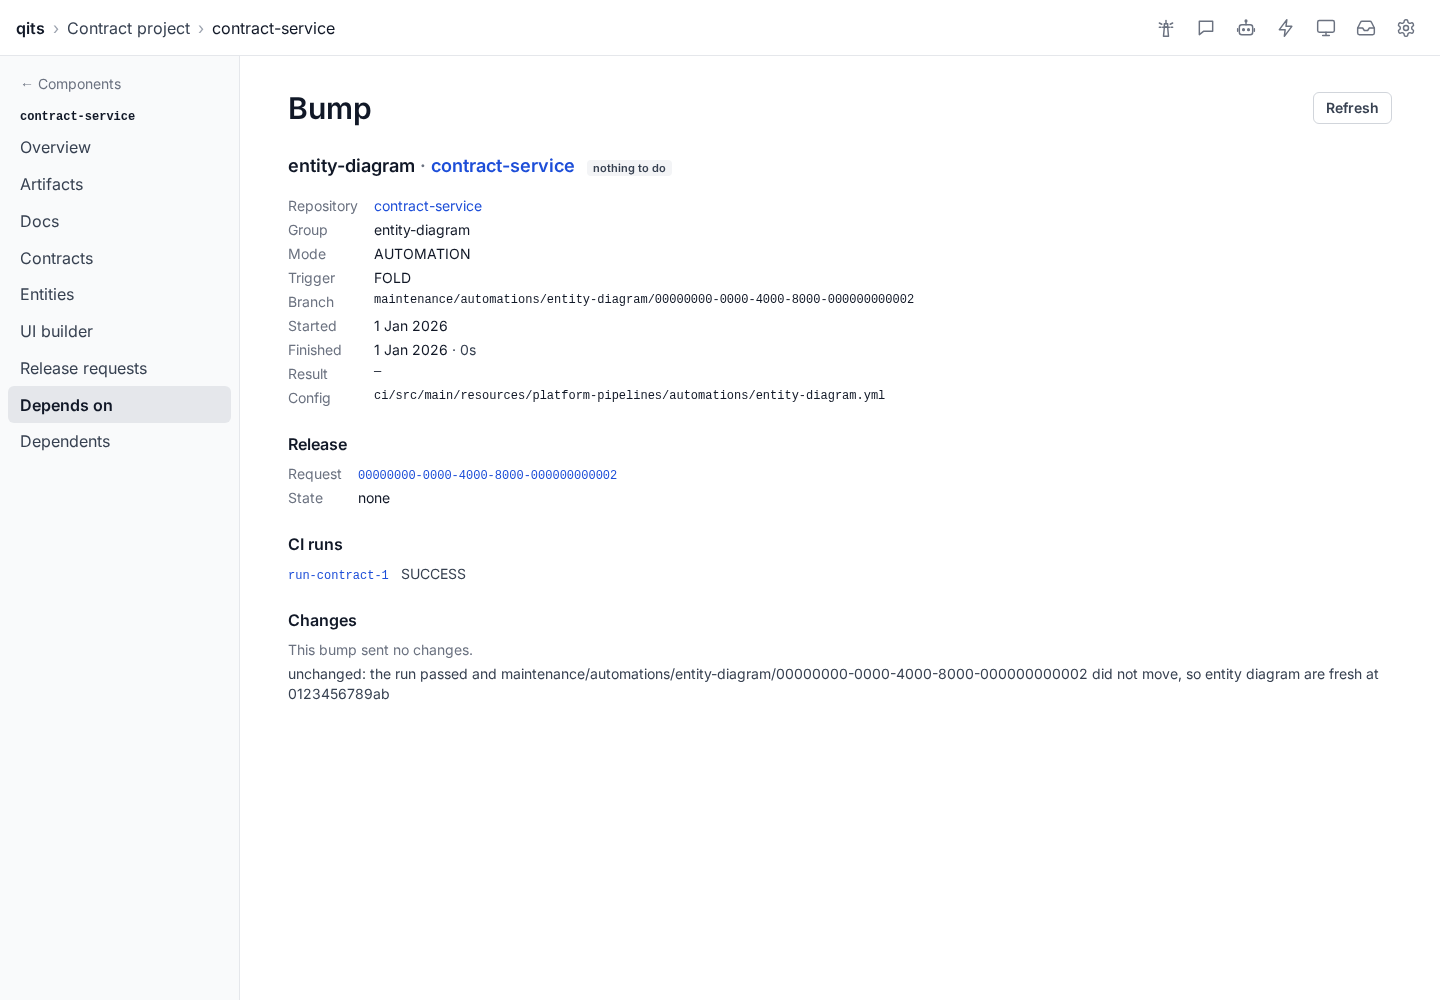 qits › Contract project › contract-service
← Components
contract-service
Overview
Artifacts
Docs
Contracts
Entities
UI builder
Release requests
Depends on
Dependents
Bump
Refresh
entity-diagram · contract-service nothing to do
Repository contract-service
Group entity-diagram
Mode AUTOMATION
Trigger FOLD
Branch maintenance/automations/entity-diagram/00000000-0000-4000-8000-000000000002
Started 1 Jan 2026
Finished 1 Jan 2026 · 0s
Result —
Config ci/src/main/resources/platform-pipelines/automations/entity-diagram.yml
Release
Request 00000000-0000-4000-8000-000000000002
State none
CI runs
run-contract-1 SUCCESS
Changes
This bump sent no changes.
unchanged: the run passed and maintenance/automations/entity-diagram/00000000-0000-4000-8000-000000000002 did not move, so entity diagram are fresh at
0123456789ab